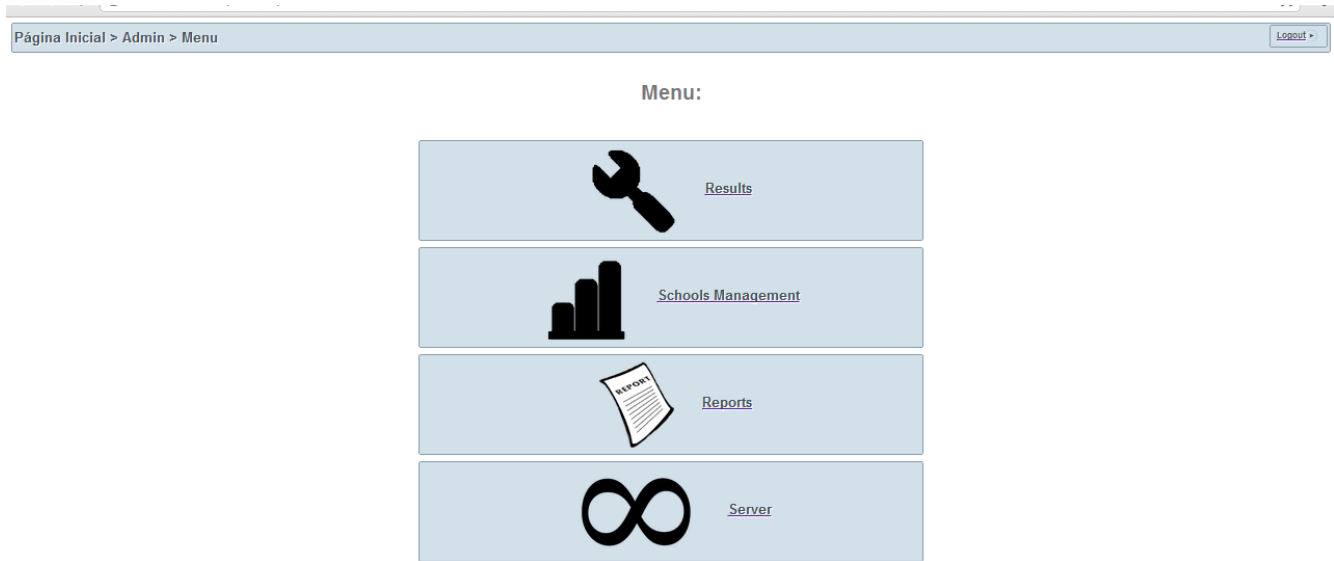 Página Inicial > Admin > Menu
Logout
Menu:
Results
Schools Management
REPORT
Reports
Server